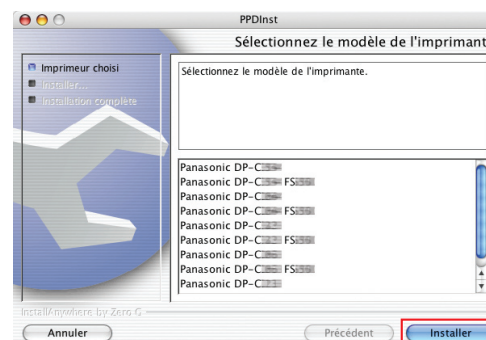 PPDInst
Sélectionnez le modèle de l'imprimant
Imprimeur choisi
Installer...
Installation complète
Sélectionnez le modèle de l'imprimante.
Panasonic DP-C
Panasonic DP-C FS
Panasonic DP-C
Panasonic DP-C FS
Panasonic DP-C
Panasonic DP-C FS
Panasonic DP-C
Panasonic DP-C FS
Panasonic DP-C
InstallAnywhere by Zero G
Annuler
Précédent
Installer